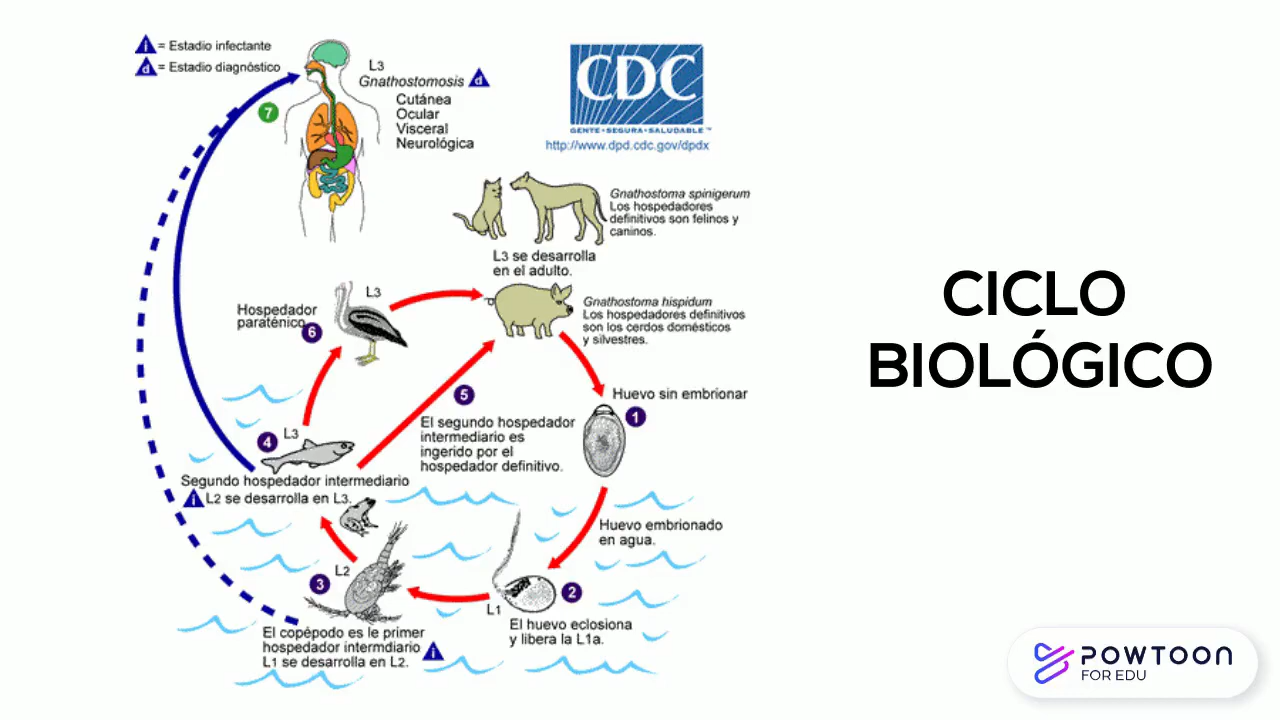 i = Estadio infectante
d = Estadio diagnóstico
L3
Gnathostomosis d
Cutánea
Ocular
Visceral
Neurológica
7
CDC
GENTE·SEGURA·SALUDABLE™
http://www.dpd.cdc.gov/dpdx
Gnathostoma spinigerum
Los hospedadores
definitivos son felinos y
caninos.
L3 se desarrolla
en el adulto.
L3
Hospedador
paraténico
6
Gnathostoma hispidum
Los hospedadores definitivos
son los cerdos domésticos
y silvestres.
Huevo sin embrionar
1
5
El segundo hospedador
intermediario es
ingerido por el
hospedador definitivo.
4
L3
Segundo hospedador intermediario
i L2 se desarrolla en L3.
Huevo embrionado
en agua.
3
L2
2
L1
El huevo eclosiona
y libera la L1a.
El copépodo es le primer
hospedador intermdiario
L1 se desarrolla en L2.
i
CICLO
BIOLÓGICO
POWTOON
FOR EDU